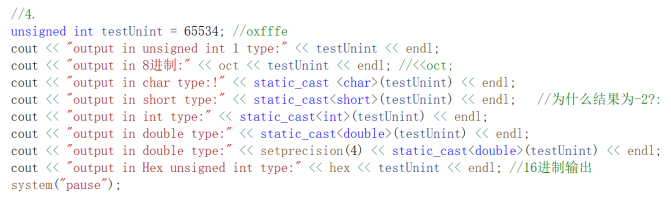 //4.
unsigned int testUnint = 65534; //oxfffe
cout << "output in unsigned int 1 type:" << testUnint << endl;
cout << "output in 8进制:" << oct << testUnint << endl; //<<oct;
cout << "output in char type:!" << static_cast <char>(testUnint) << endl;
cout << "output in short type:" << static_cast<short>(testUnint) << endl;   //为什么结果为-2?:
cout << "output in int type:" << static_cast<int>(testUnint) << endl;
cout << "output in double type:" << static_cast<double>(testUnint) << endl;
cout << "output in double type:" << setprecision(4) << static_cast<double>(testUnint) << endl;
cout << "output in Hex unsigned int type:" << hex << testUnint << endl; //16进制输出
system("pause");